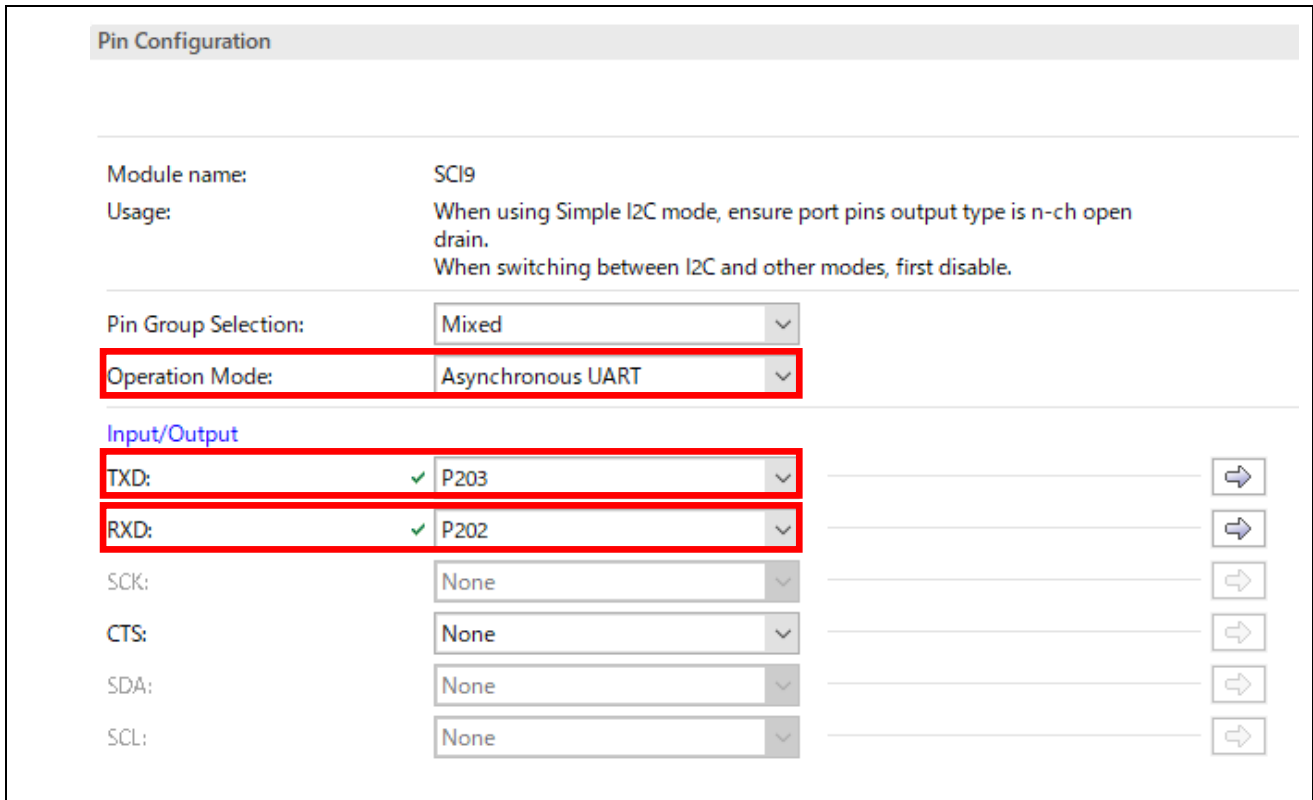 Pin Configuration
Module name: SCI9
Usage: When using Simple I2C mode, ensure port pins output type is n-ch open
drain.
When switching between I2C and other modes, first disable.
Pin Group Selection: Mixed
Operation Mode: Asynchronous UART
Input/Output
TXD: P203
RXD: P202
SCK: None
CTS: None
SDA: None
SCL: None